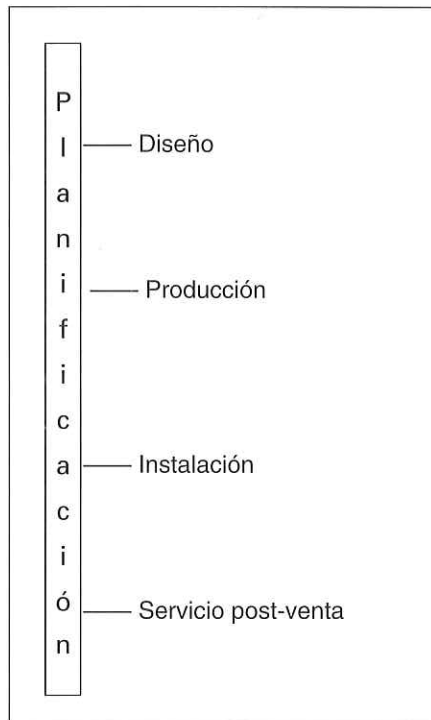 Planificación
Diseño
Producción
Instalación
Servicio post-venta